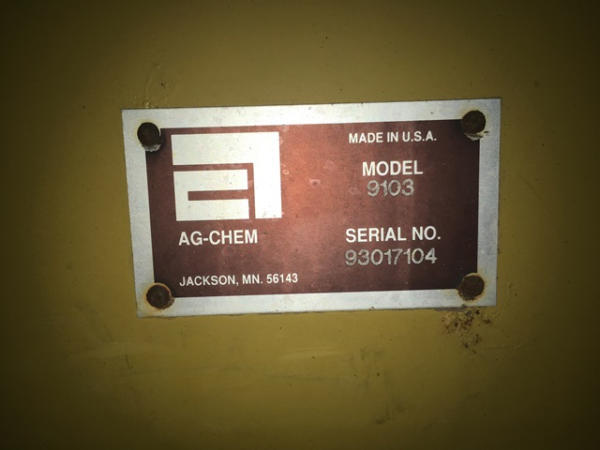 MADE IN U.S.A.
MODEL
9103
AG-CHEM
SERIAL NO.
93017104
JACKSON, MN. 56143